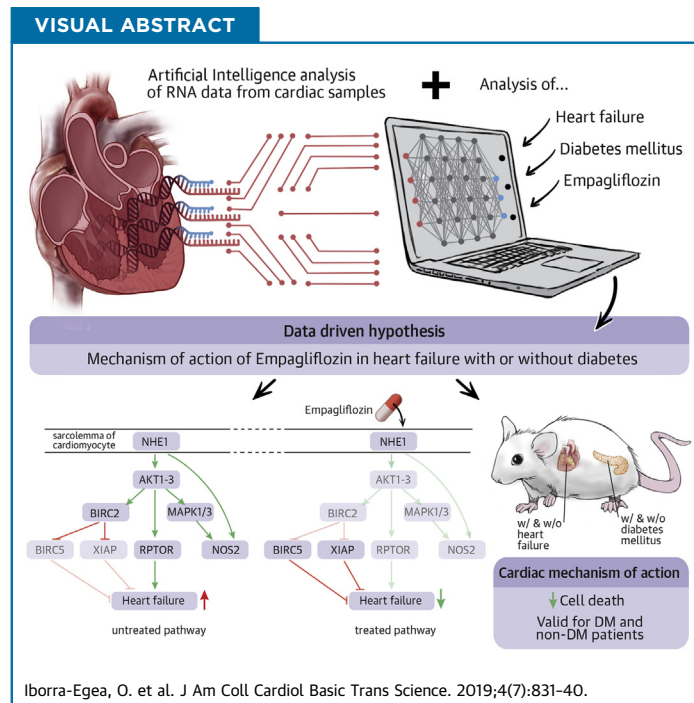 VISUAL ABSTRACT
Artificial Intelligence analysis
of RNA data from cardiac samples
+
Analysis of...
Heart failure
Diabetes mellitus
Empagliflozin
Data driven hypothesis
Mechanism of action of Empagliflozin in heart failure with or without diabetes
sarcolemma of
cardiomyocyte
NHE1
AKT1-3
BIRC2
MAPK1/3
BIRC5
XIAP
RPTOR
NOS2
Heart failure
untreated pathway
Empagliflozin
NHE1
AKT1-3
BIRC2
MAPK1/3
BIRC5
XIAP
RPTOR
NOS2
Heart failure
treated pathway
w/ & w/o
heart
failure
w/ & w/o
diabetes
mellitus
Cardiac mechanism of action
Cell death
Valid for DM and
non-DM patients
Iborra-Egea, O. et al. J Am Coll Cardiol Basic Trans Science. 2019;4(7):831–40.